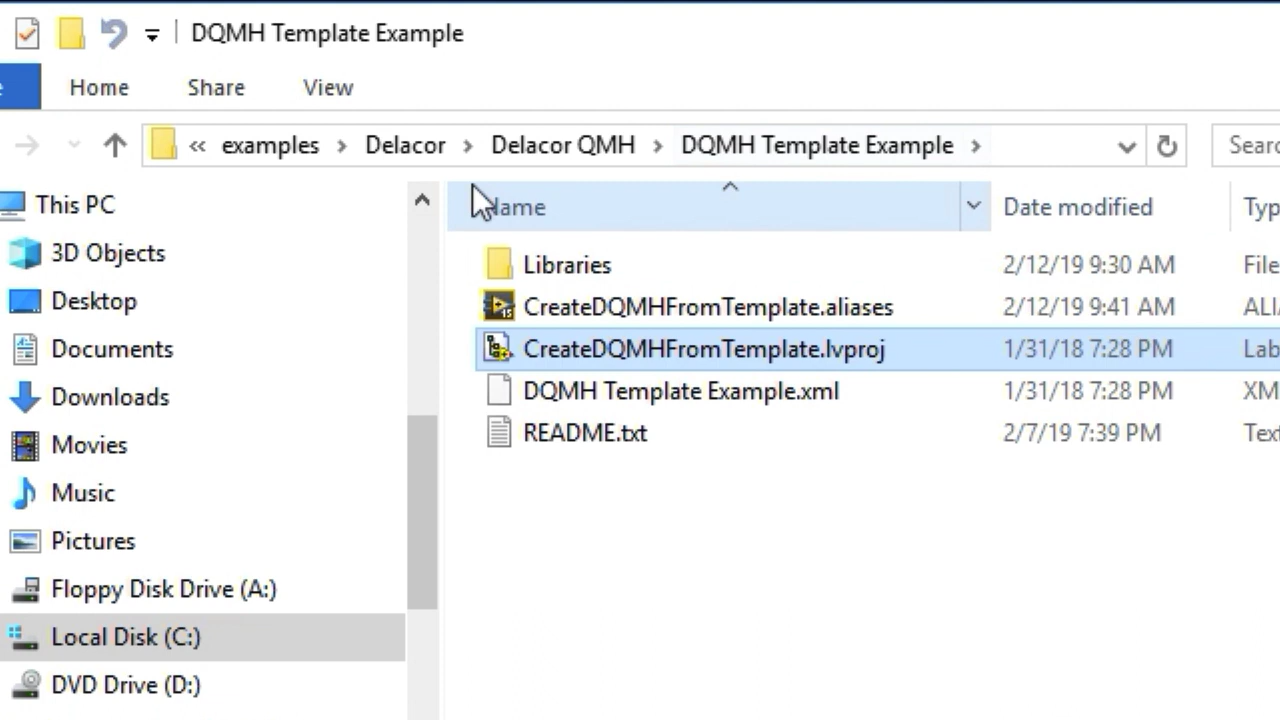 DQMH Template Example
Home Share View
« examples > Delacor > Delacor QMH > DQMH Template Example >
This PC
3D Objects
Desktop
Documents
Downloads
Movies
Music
Pictures
Floppy Disk Drive (A:)
Local Disk (C:)
DVD Drive (D:)
Date modified
Libraries 2/12/19 9:30 AM File
CreateDQMHFromTemplate.aliases 2/12/19 9:41 AM
CreateDQMHFromTemplate.lvproj 1/31/18 7:28 PM Lab
DQMH Template Example.xml 1/31/18 7:28 PM XM
README.txt 2/7/19 7:39 PM